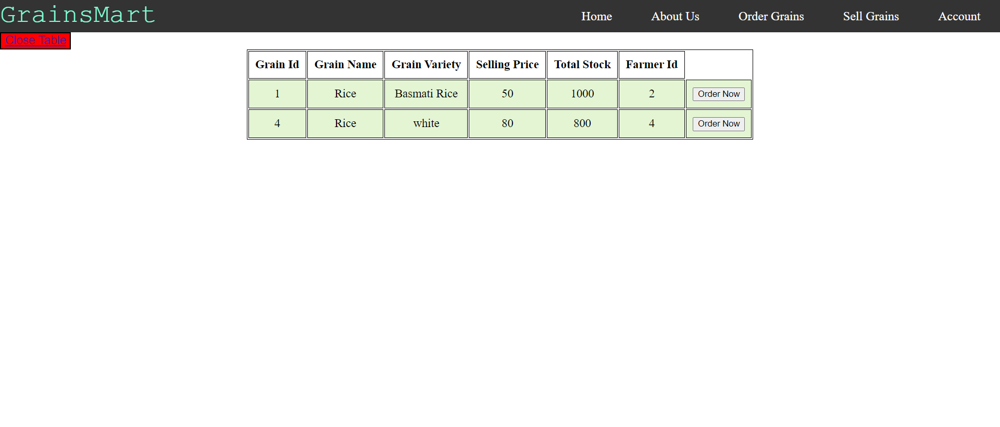 GrainsMart Home About Us Order Grains Sell Grains Account
Close Table
Grain Id Grain Name Grain Variety Selling Price Total Stock Farmer Id
1 Rice Basmati Rice 50 1000 2 Order Now
4 Rice white 80 800 4 Order Now